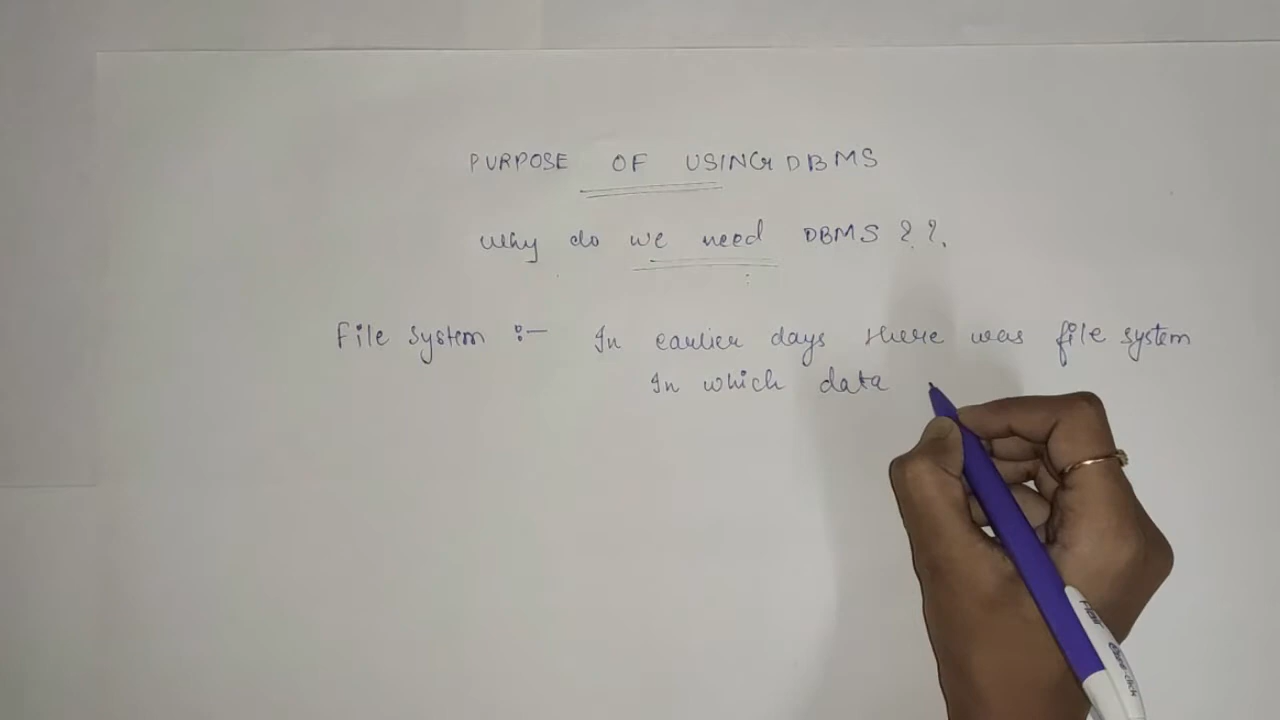 PURPOSE OF USING DBMS
Why do we need DBMS ??.
File System :- In earlier days there was file system
In which data
Flair